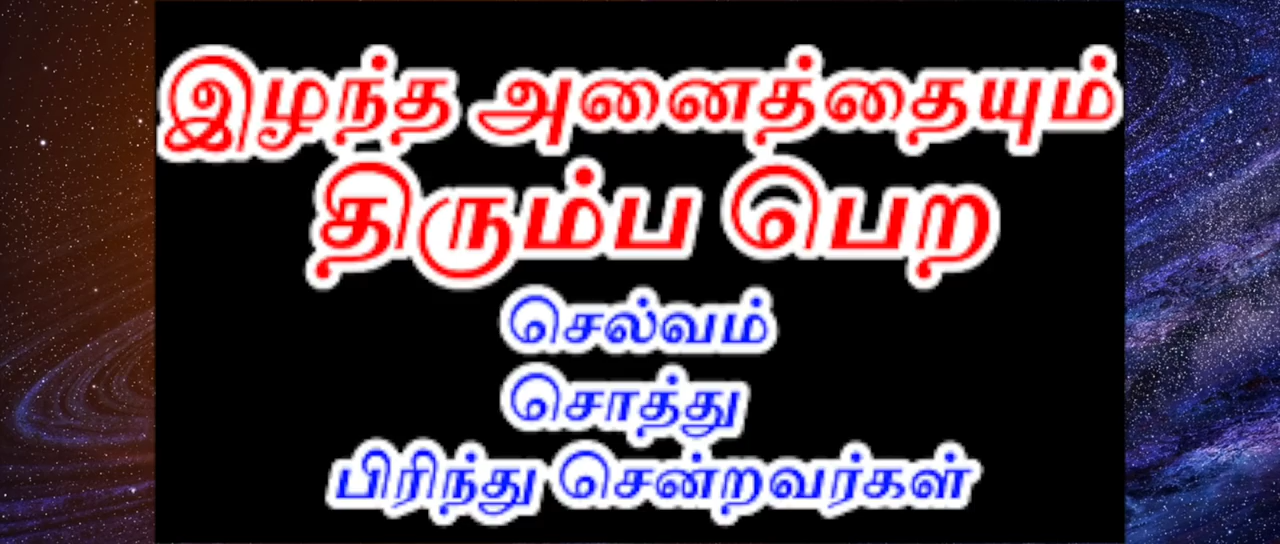 இழந்த அனைத்தையும்
திரும்ப பெற
செல்வம்
சொத்து
பிரிந்து சென்றவர்கள்